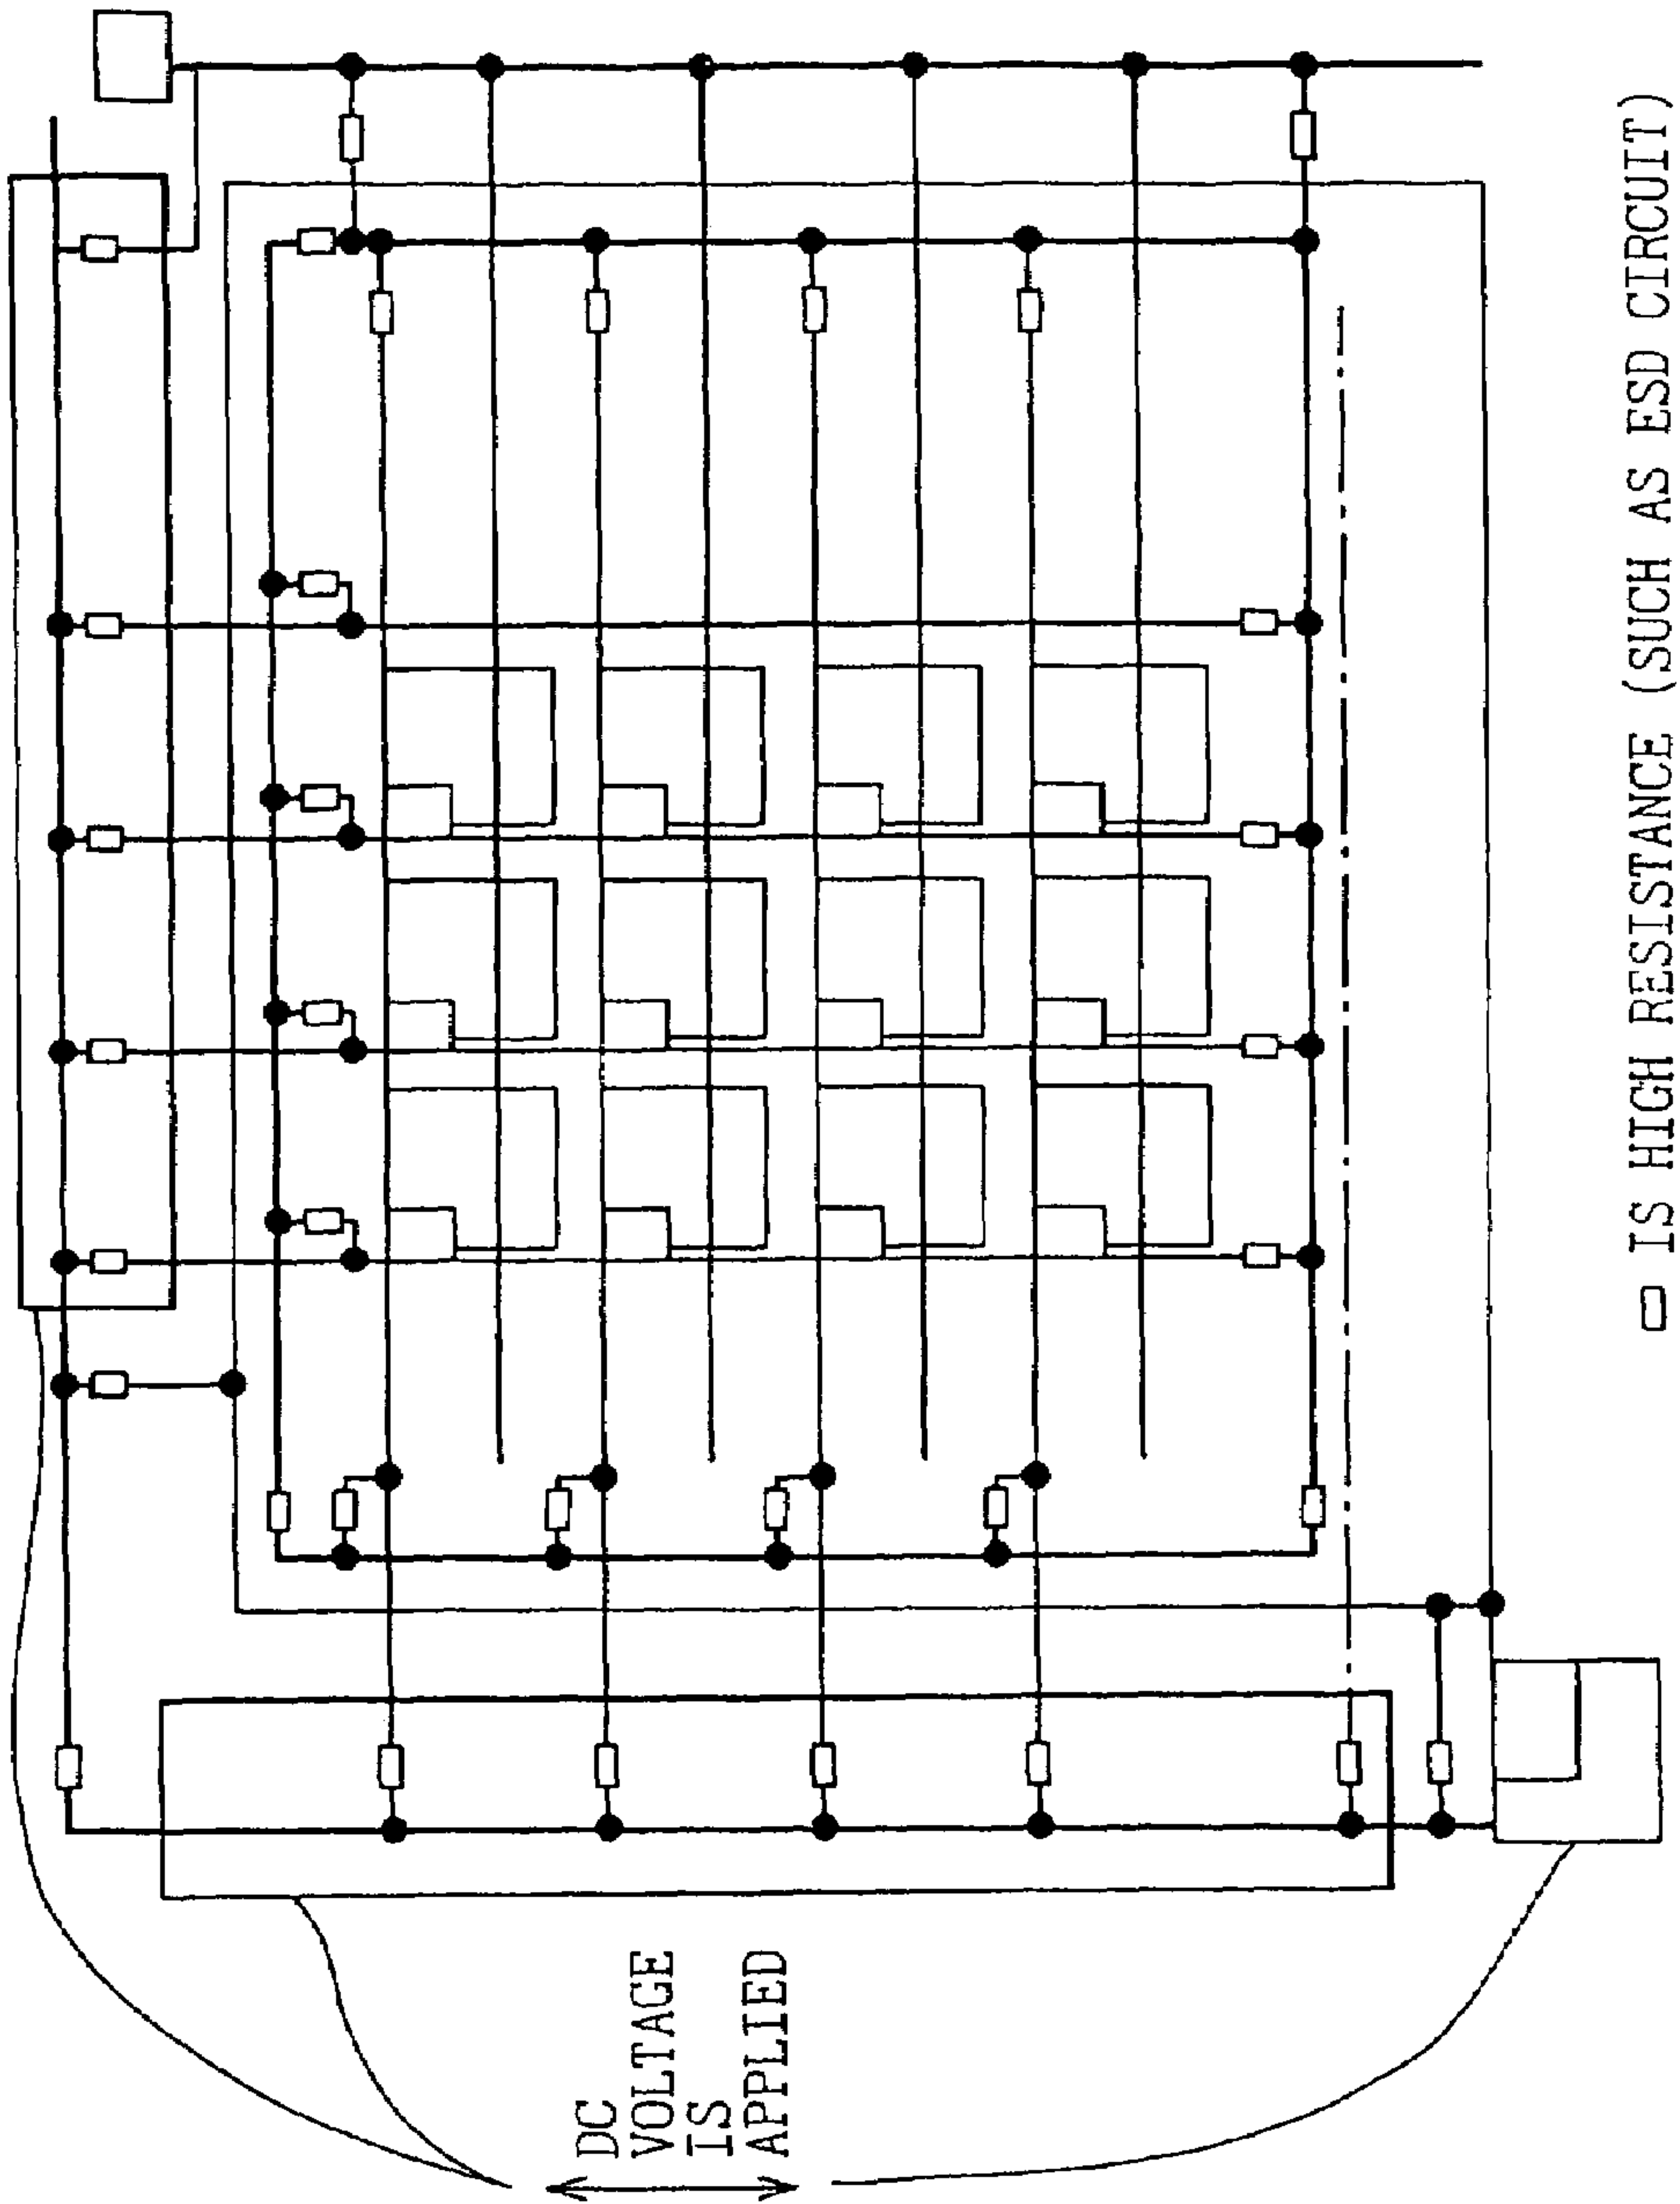 DC
VOLTAGE
IS
APPLIED
IS HIGH RESISTANCE (SUCH AS ESD CIRCUIT)